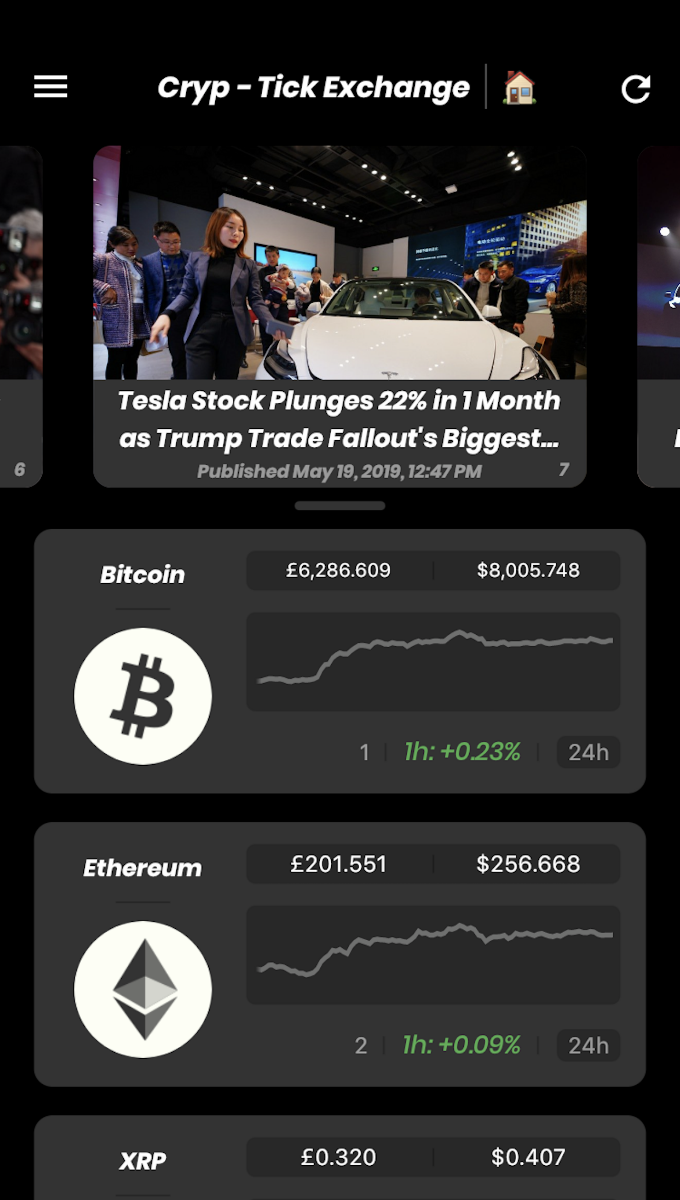 Cryp - Tick Exchange
Tesla Stock Plunges 22% in 1 Month
as Trump Trade Fallout's Biggest...
Published May 19, 2019, 12:47 PM
6
7
Bitcoin
£6,286.609
$8,005.748
1
1h: +0.23%
24h
Ethereum
£201.551
$256.668
2
1h: +0.09%
24h
XRP
£0.320
$0.407